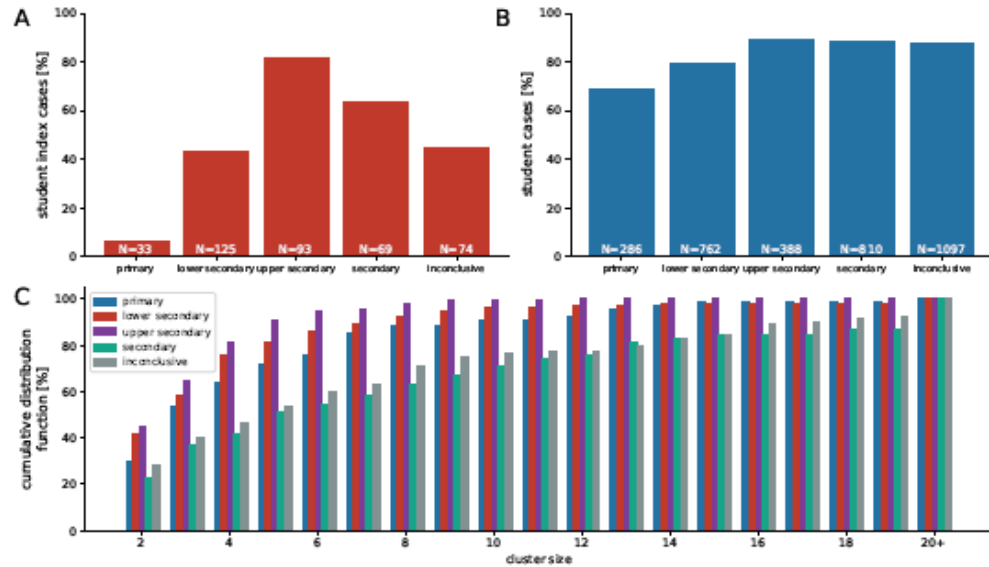 A
100
80
60
40
20
0
student index cases [%]
N=33 N=125 N=93 N=69 N=74
primary lower secondary upper secondary secondary inconclusive
B
100
80
60
40
20
0
student cases [%]
N=286 N=762 N=388 N=810 N=1097
primary lower secondary upper secondary secondary inconclusive
C
100
80
60
40
20
0
cumulative distribution
function [%]
primary
lower secondary
upper secondary
secondary
inconclusive
2 4 6 8 10 12 14 16 18 20+
cluster size